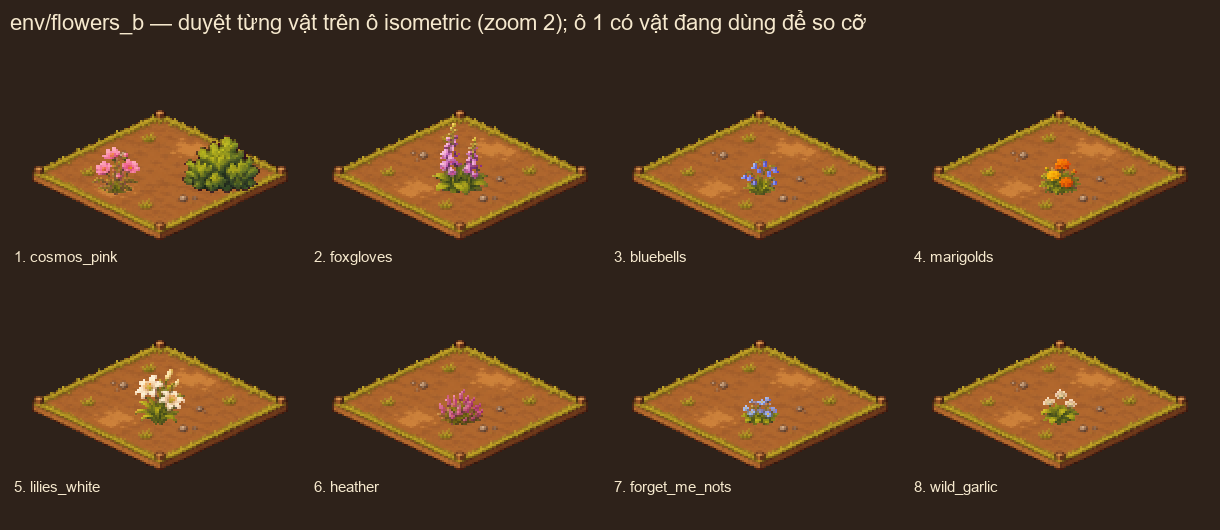 env/flowers_b — duyệt từng vật trên ô isometric (zoom 2); ô 1 có vật đang dùng để so cỡ
1. cosmos_pink
2. foxgloves
3. bluebells
4. marigolds
5. lilies_white
6. heather
7. forget_me_nots
8. wild_garlic